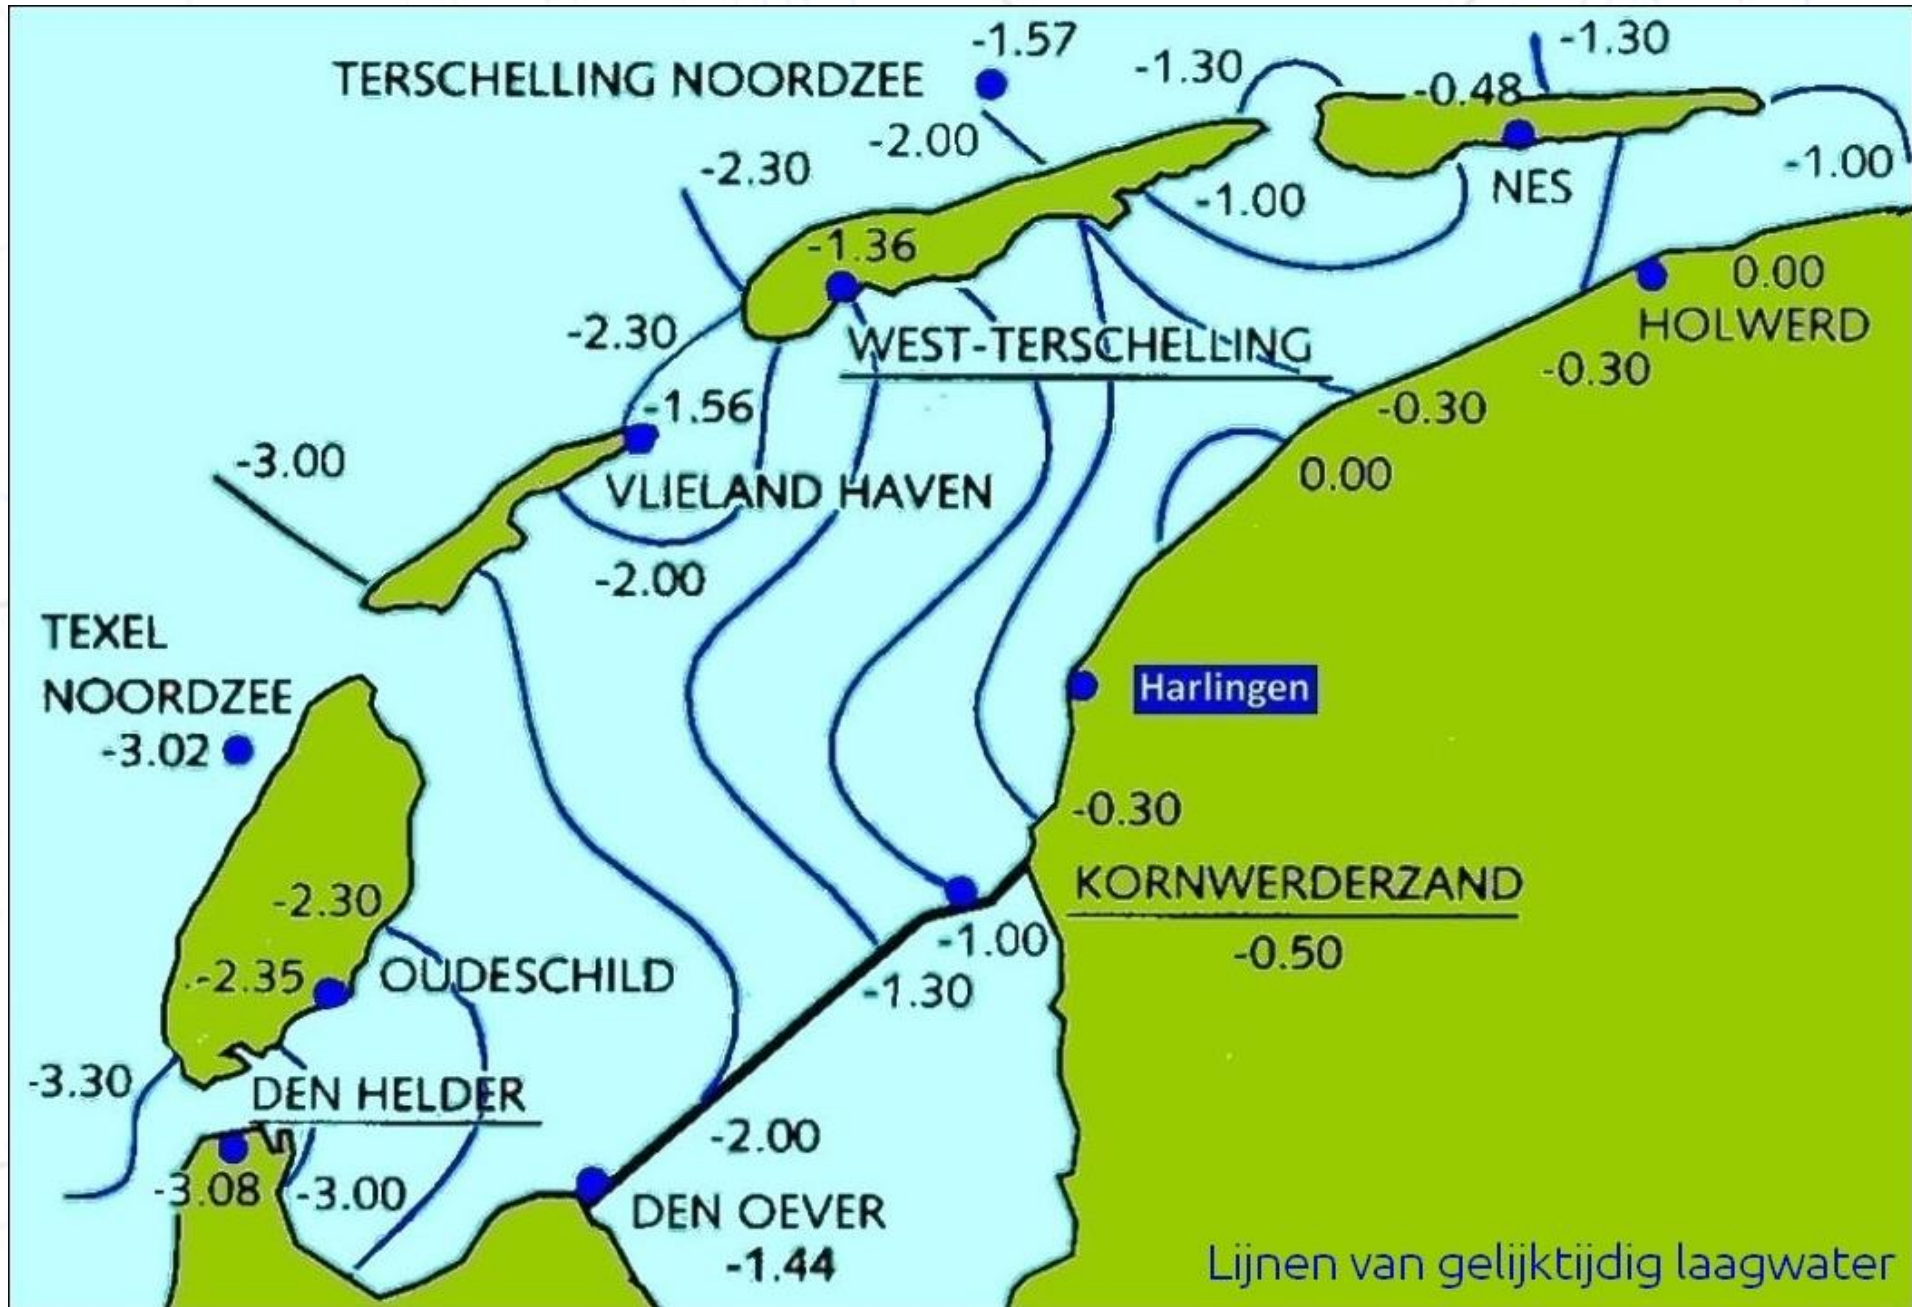 -1.57
-1.30
-1.30
TERSCHELLING NOORDZEE
-0.48
-2.00
-2.30
-1.00
NES
-1.00
-1.36
0.00
HOLWERD
-2.30
WEST-TERSCHELLING
-0.30
-1.56
-0.30
-3.00
0.00
VLIELAND HAVEN
-2.00
TEXEL
NOORDZEE
-3.02
Harlingen
-0.30
KORNWERDERZAND
-0.50
-2.30
-1.00
-2.35
OUDESCHILD
-1.30
-3.30
DEN HELDER
-2.00
-3.08
-3.00
DEN OEVER
-1.44
Lijnen van gelijktijdig laagwater